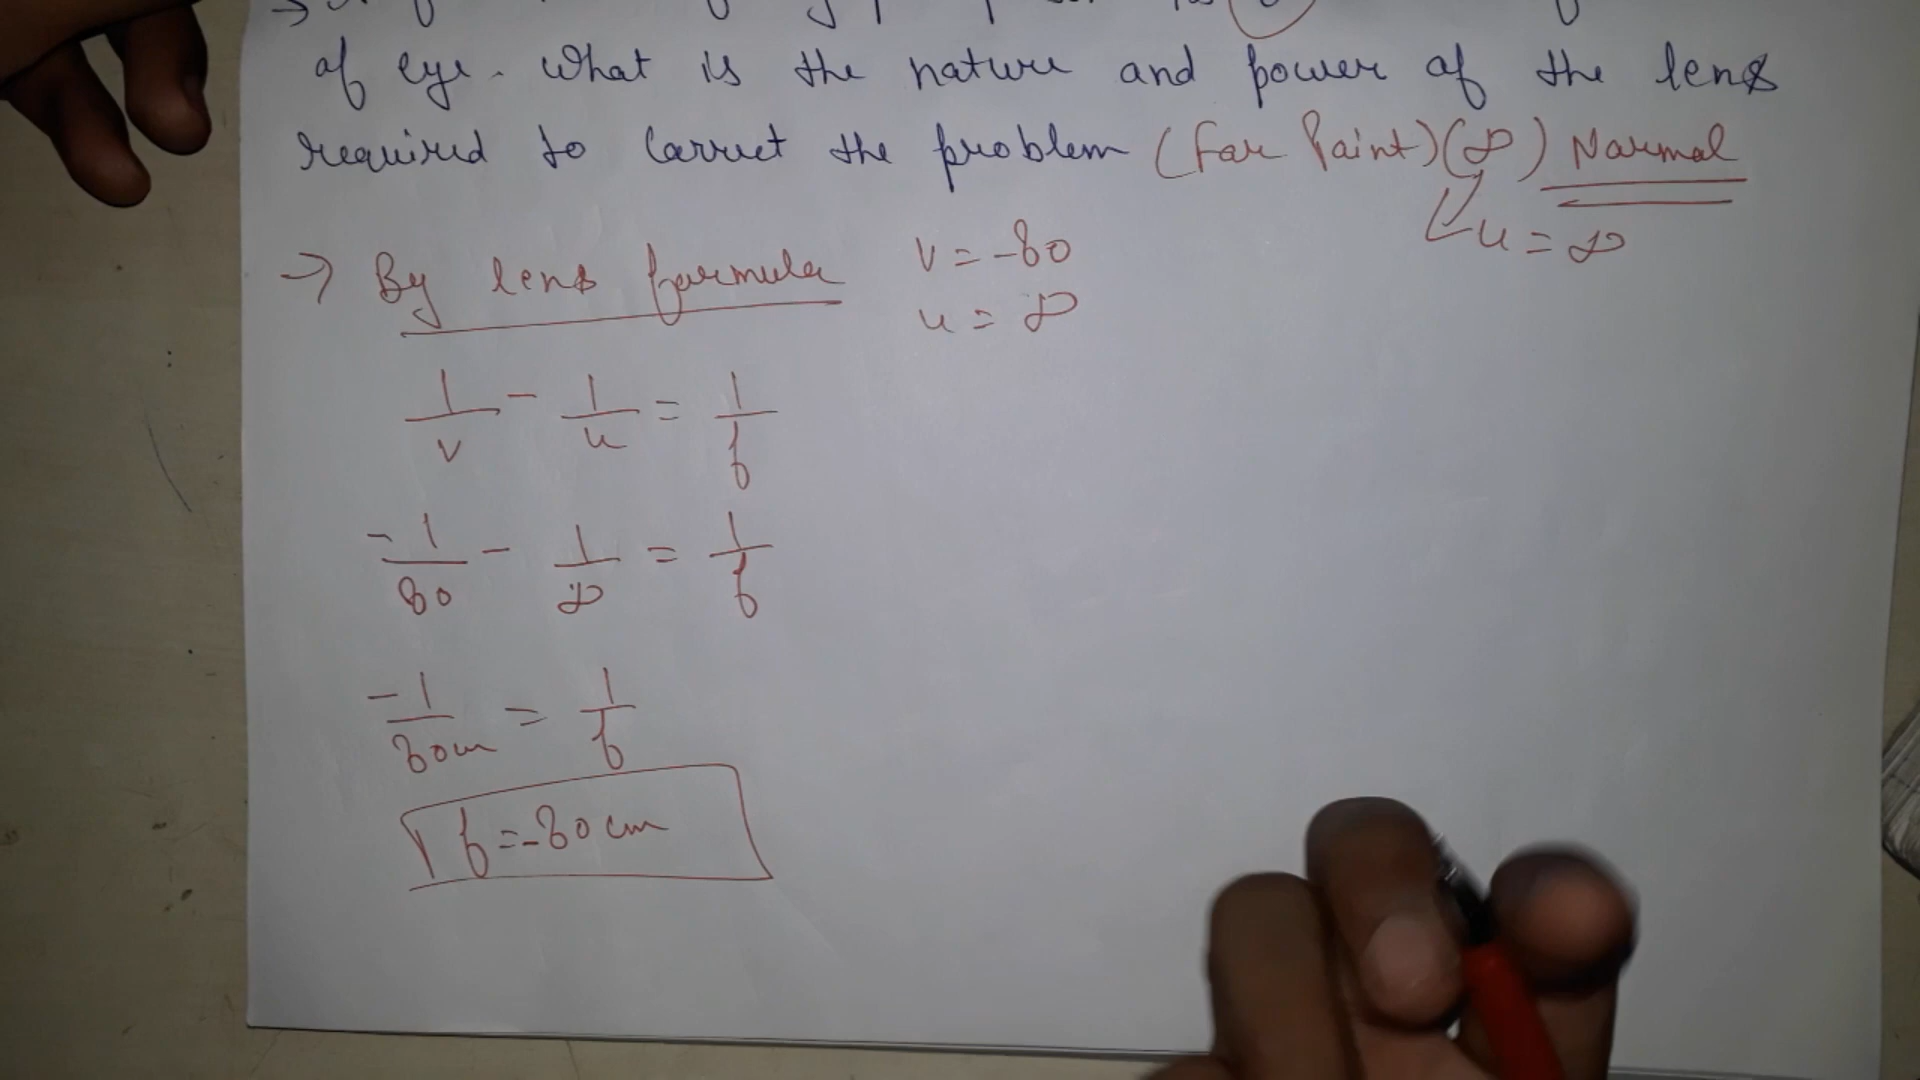 of eye. What is the nature and power of the lens
required to correct the problem (Far Point) (∞) Normal
u = ∞
→ By lens formula
v = -80
u = ∞
1/v - 1/u = 1/f
-1/80 - 1/∞ = 1/f
-1/80cm = 1/f
f = -80 cm